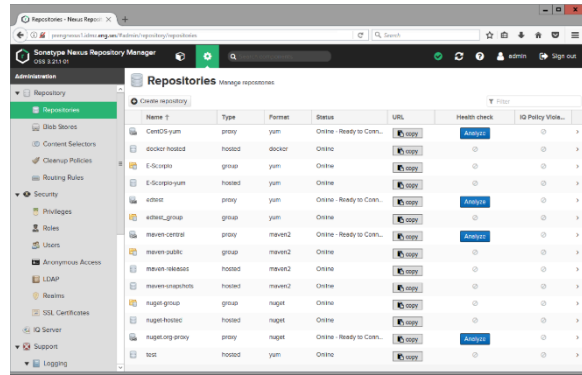 Repositories - Nexus Reposit
Search
Sonatype Nexus Repository Manager
OSS 3.21.1-01
admin
Sign out
Administration
Repositories Manage repositories
Repository
Create repository
Filter
Repositories
Blob Stores
Content Selectors
Cleanup Policies
Routing Rules
Security
Privileges
Roles
Users
Anonymous Access
LDAP
Realms
SSL Certificates
IQ Server
Support
Logging
Name ↑ Type Format Status URL Health check IQ Policy Viola...
CentOS-yum proxy yum Online - Ready to Conn... copy Analyze
docker-hosted hosted docker Online copy
E-Scorpio group yum Online copy
E-Scorpio-yum hosted yum Online copy
edtest proxy yum Online - Ready to Conn... copy Analyze
edtest_group group yum Online copy
maven-central proxy maven2 Online - Ready to Conn... copy Analyze
maven-public group maven2 Online copy
maven-releases hosted maven2 Online copy
maven-snapshots hosted maven2 Online copy
nuget-group group nuget Online copy
nuget-hosted hosted nuget Online copy
nuget.org-proxy proxy nuget Online - Ready to Conn... copy Analyze
test hosted yum Online copy